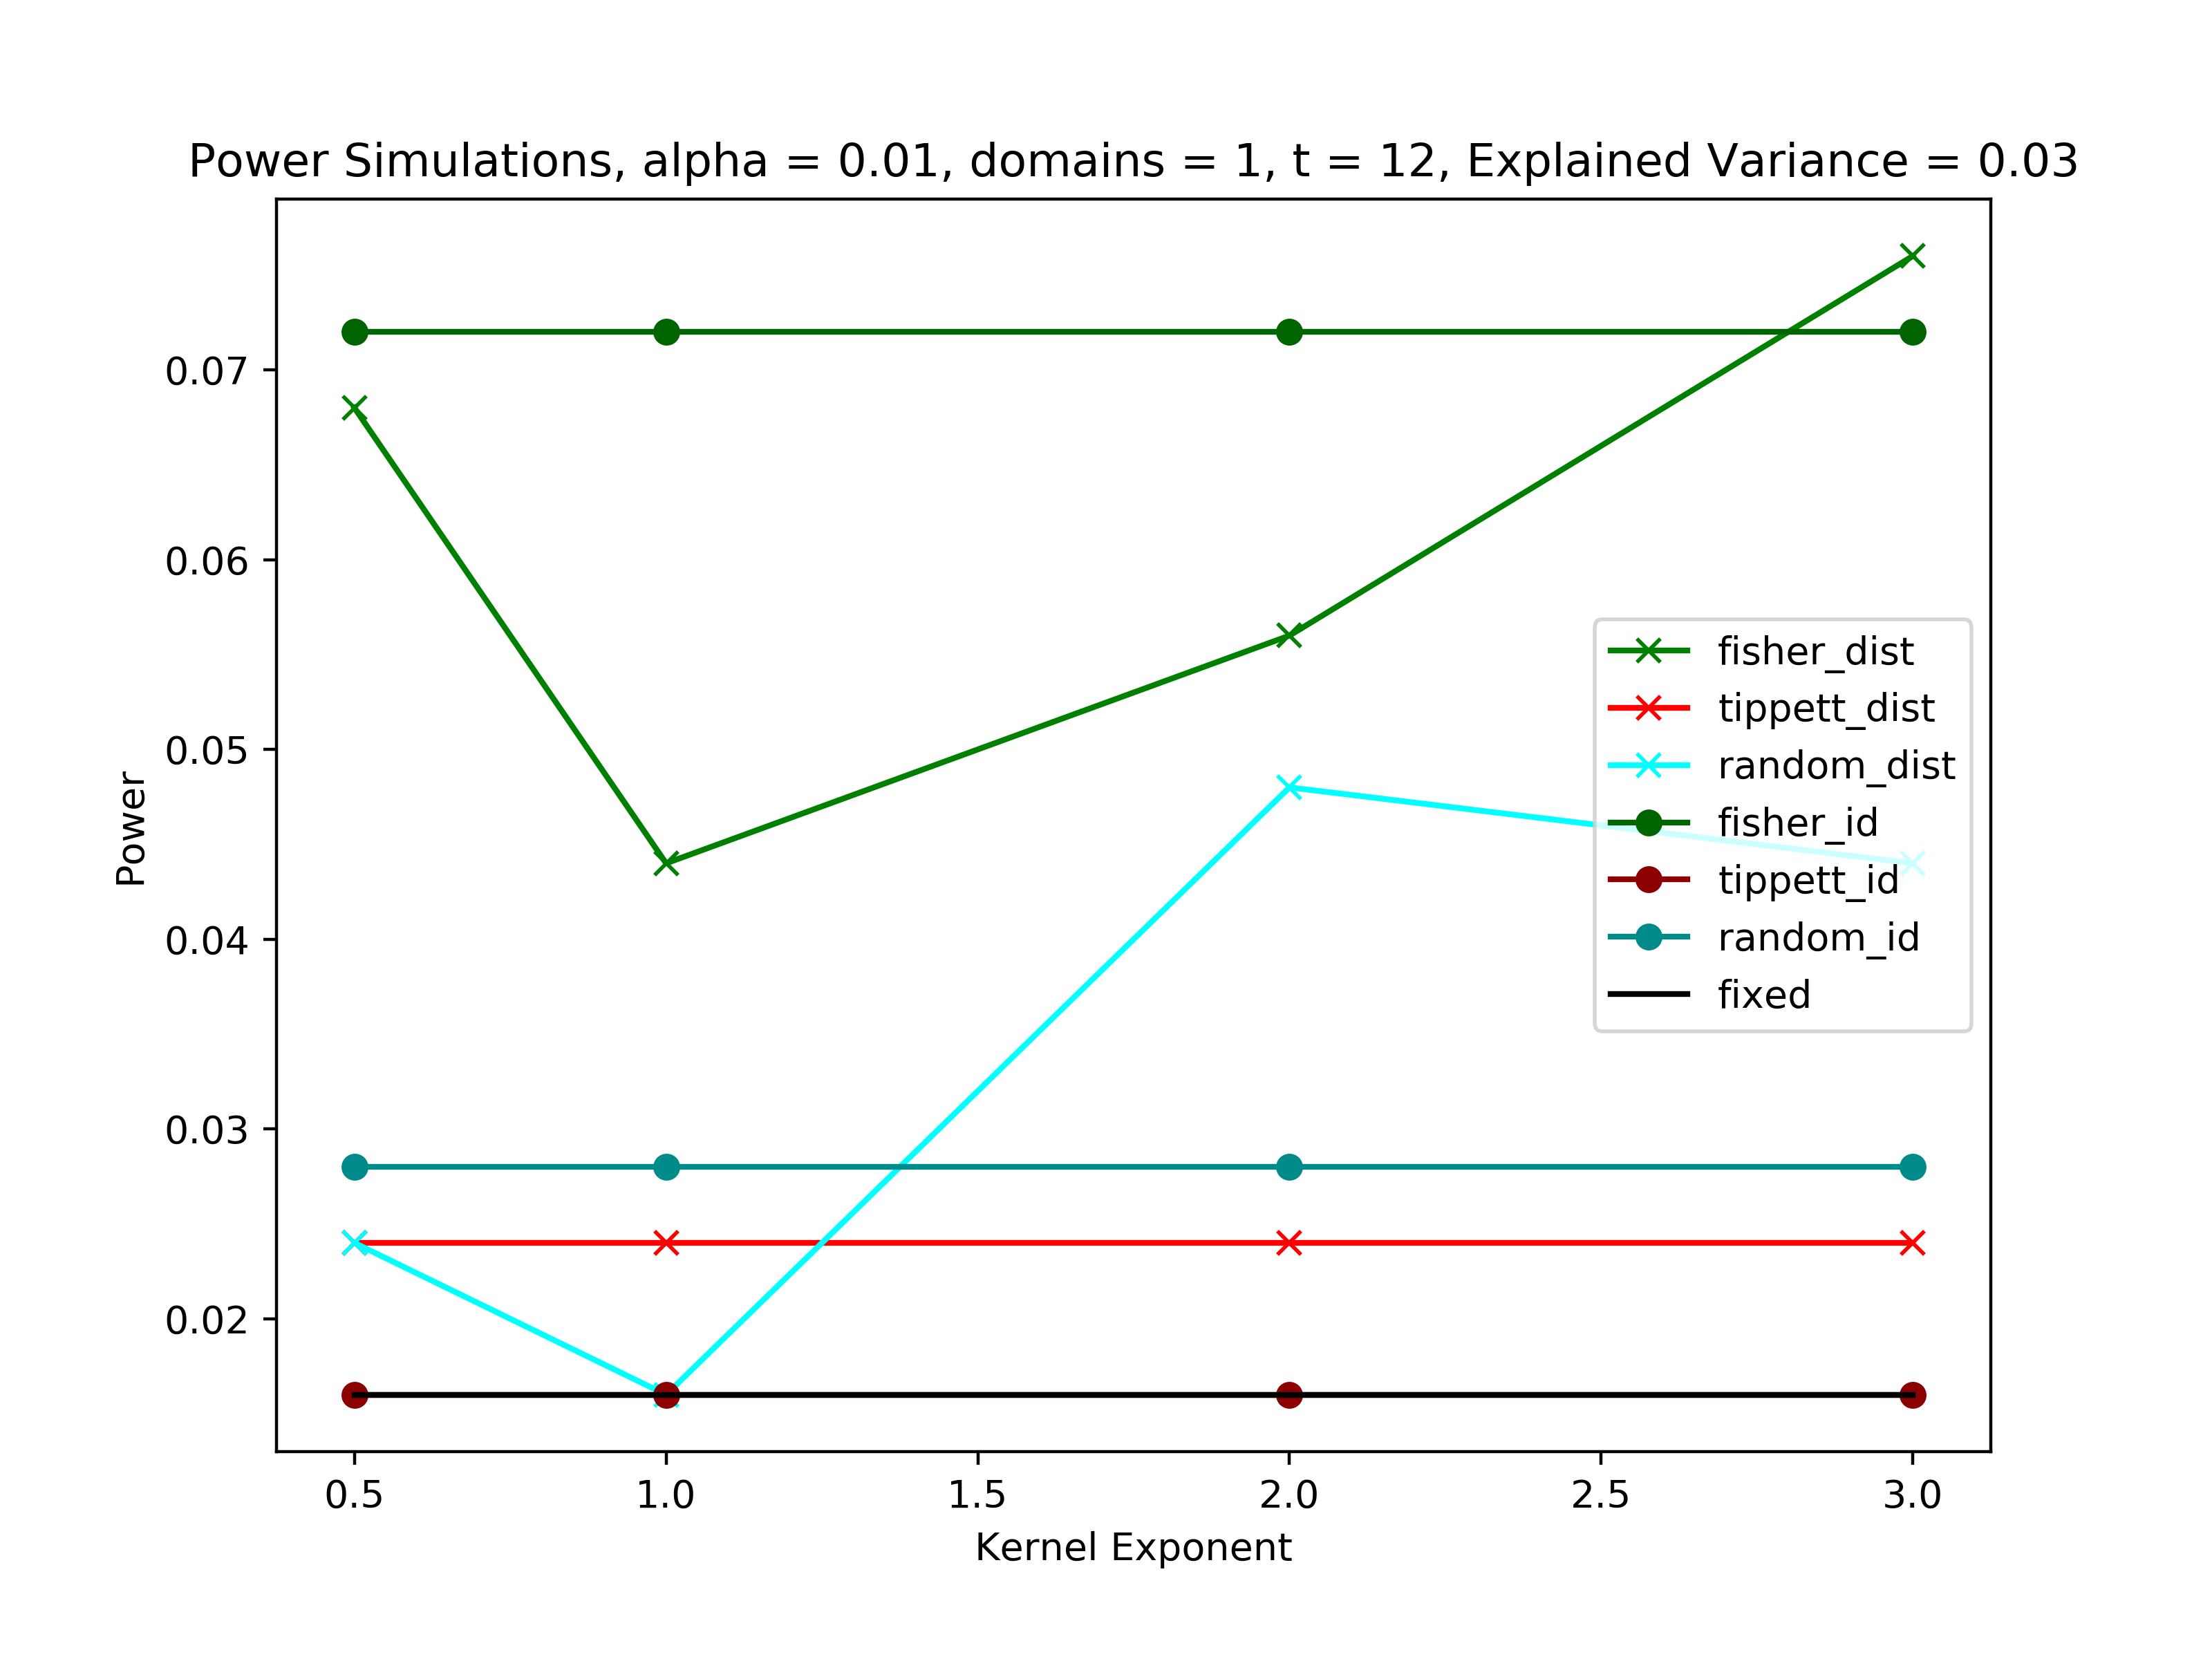 Power Simulations, alpha = 0.01, domains = 1, t = 12, Explained Variance = 0.03
Power
0.07
0.06
0.05
0.04
0.03
0.02
fisher_dist
tippett_dist
random_dist
fisher_id
tippett_id
random_id
fixed
0.5 1.0 1.5 2.0 2.5 3.0
Kernel Exponent